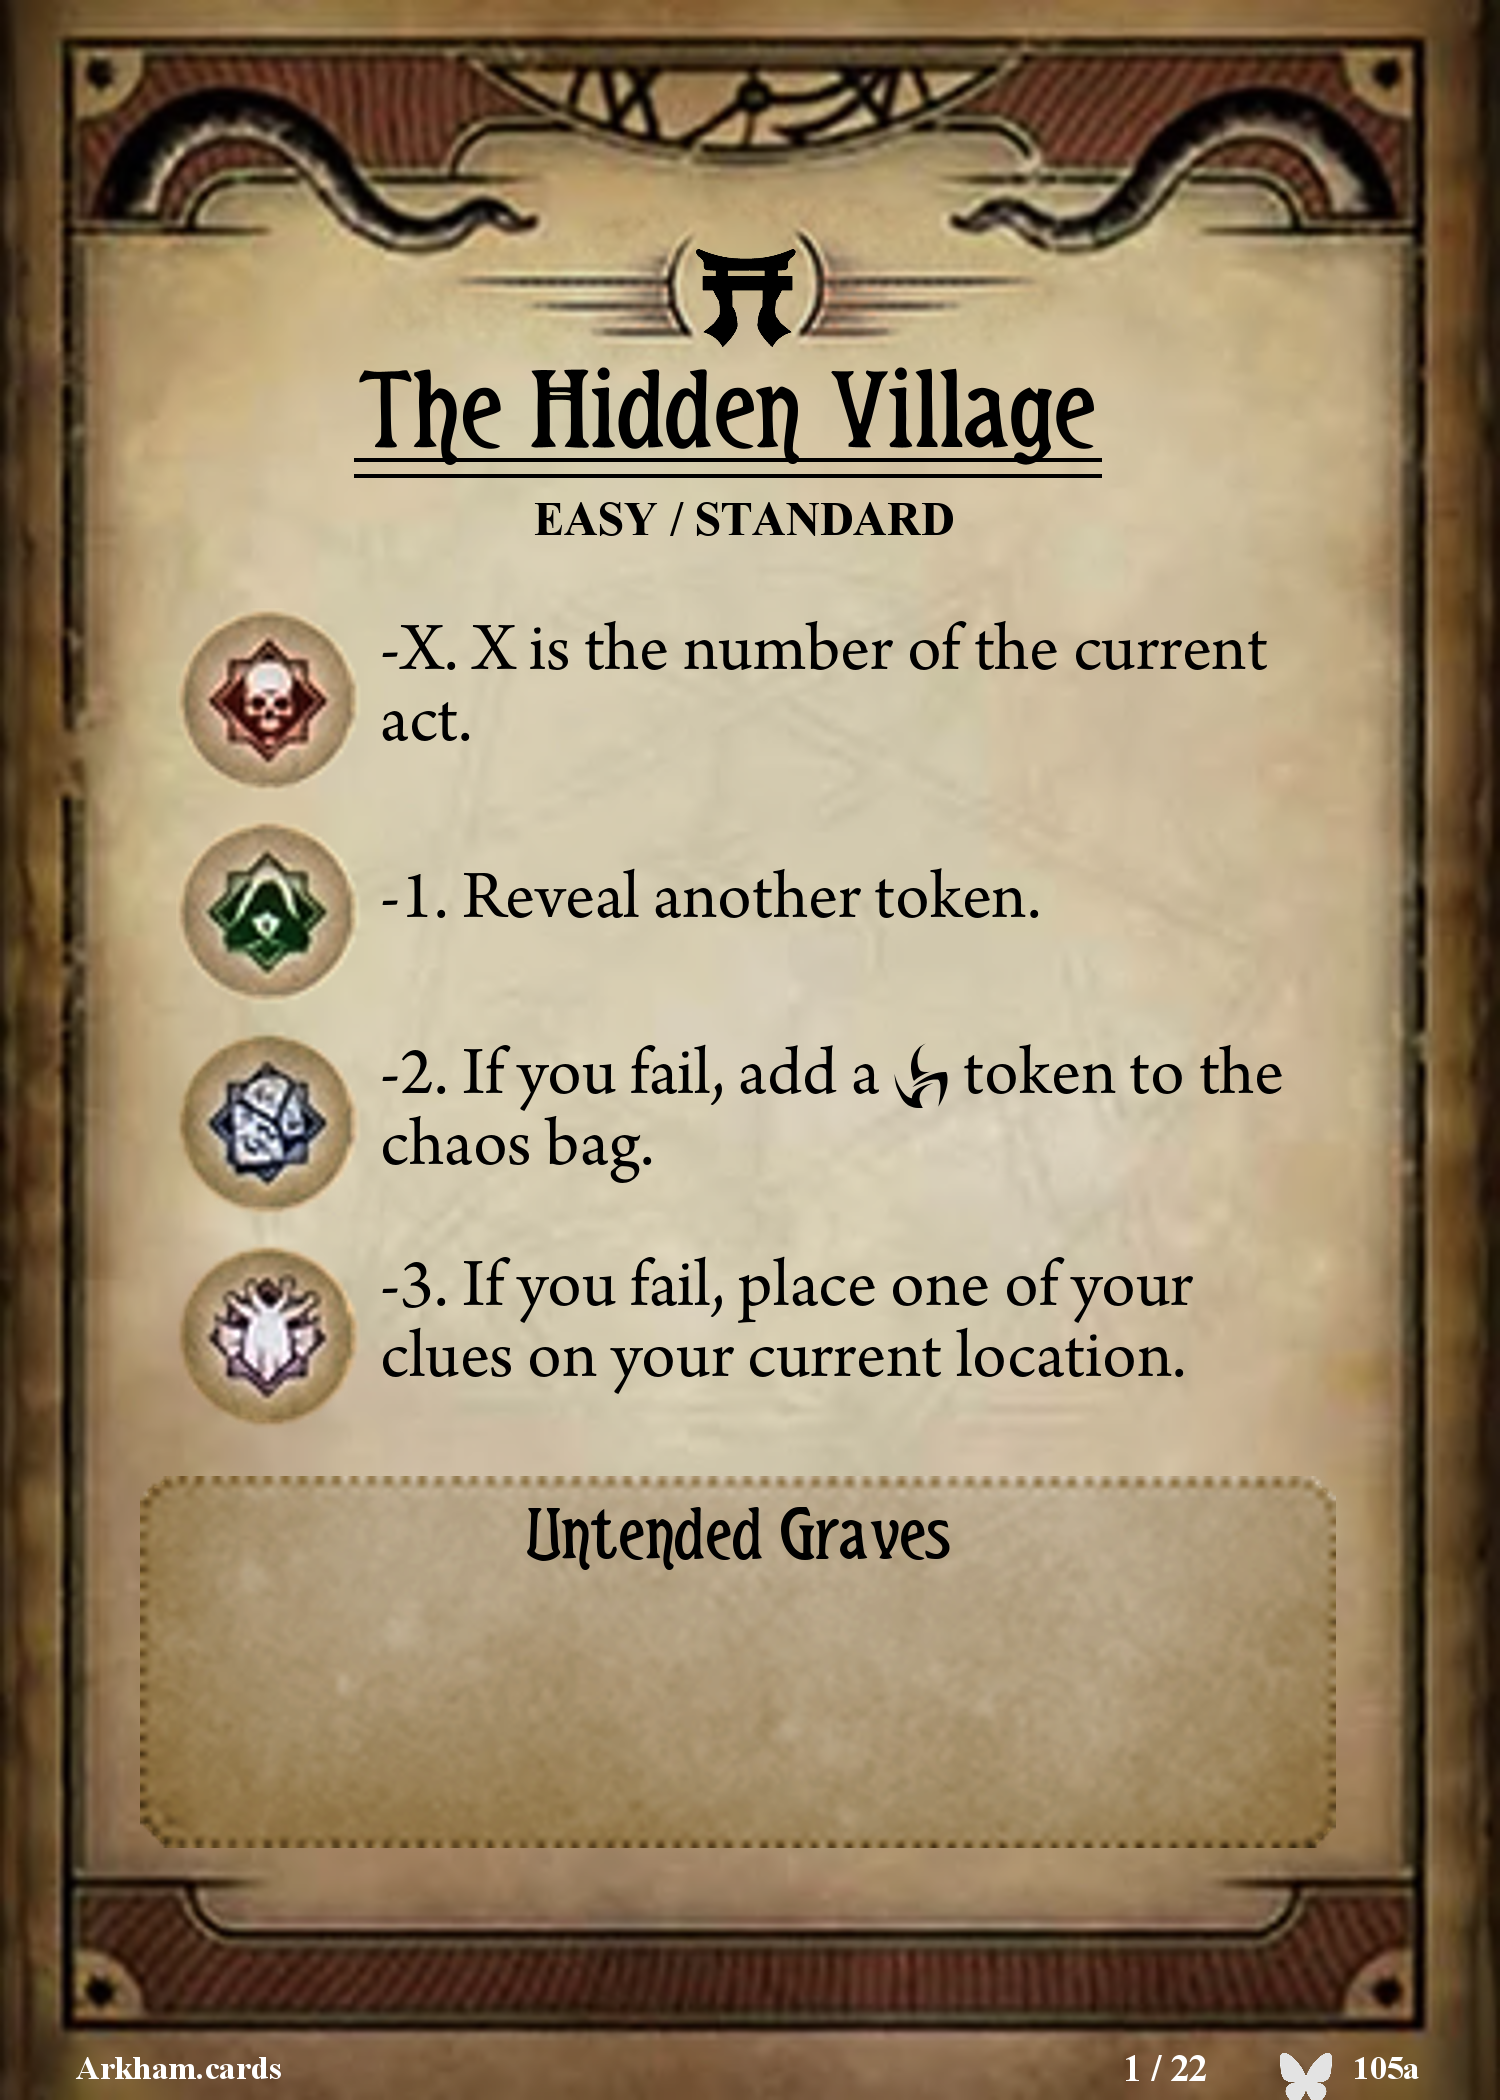 The Hidden Village
EASY / STANDARD
-X. X is the number of the current
act.
-1. Reveal another token.
-2. If you fail, add a token to the
chaos bag.
-3. If you fail, place one of your
clues on your current location.
Untended Graves
Arkham.cards
1 / 22
105a